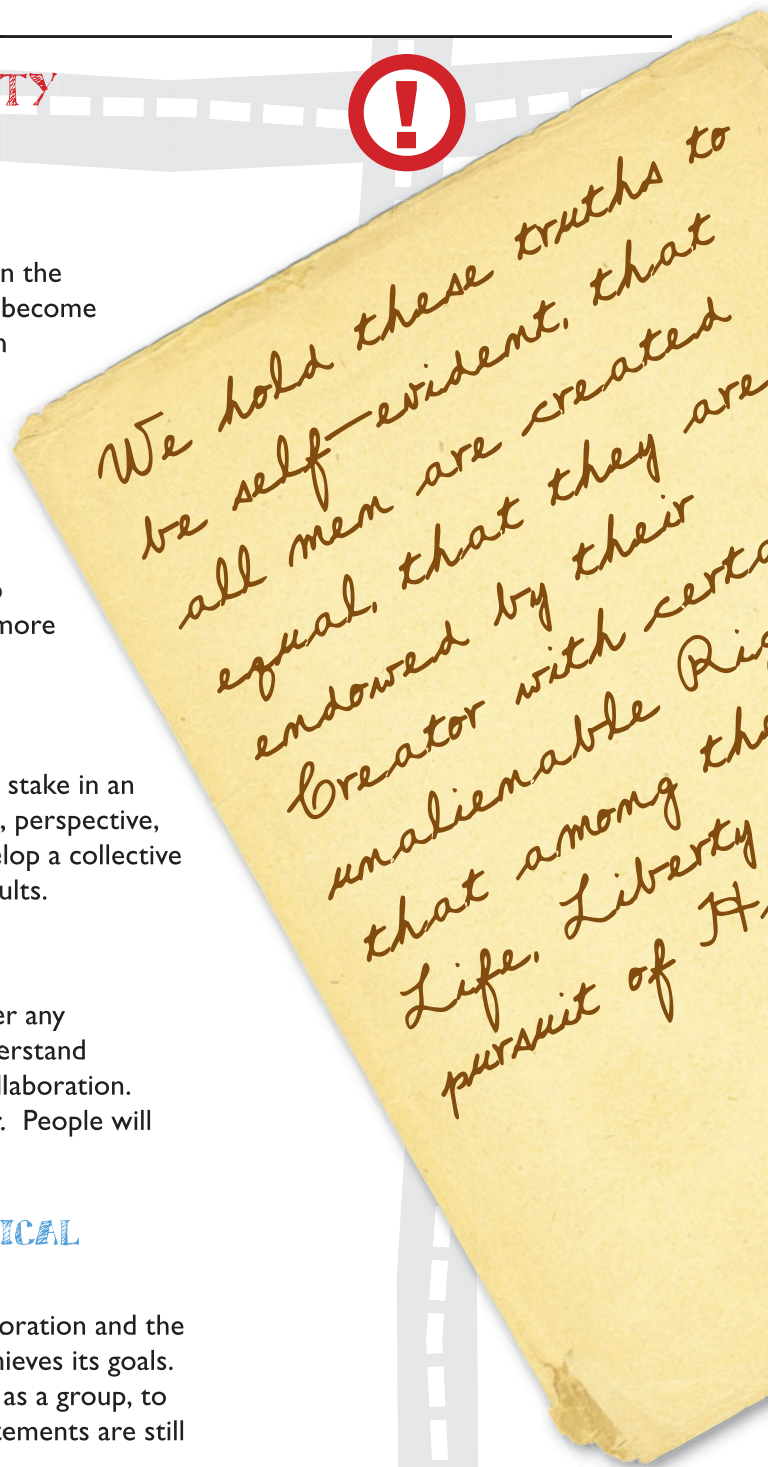 TY
!
n the
become
n
more
stake in an
, perspective,
elop a collective
ults.
er any
erstand
llaboration.
r. People will
ICAL
oration and the
hieves its goals.
as a group, to
tements are still
We hold these truths to
be self-evident, that
all men are created
equal, that they are
endowed by their
Creator with certa
unalienable Rig
that among the
Life, Liberty
pursuit of H